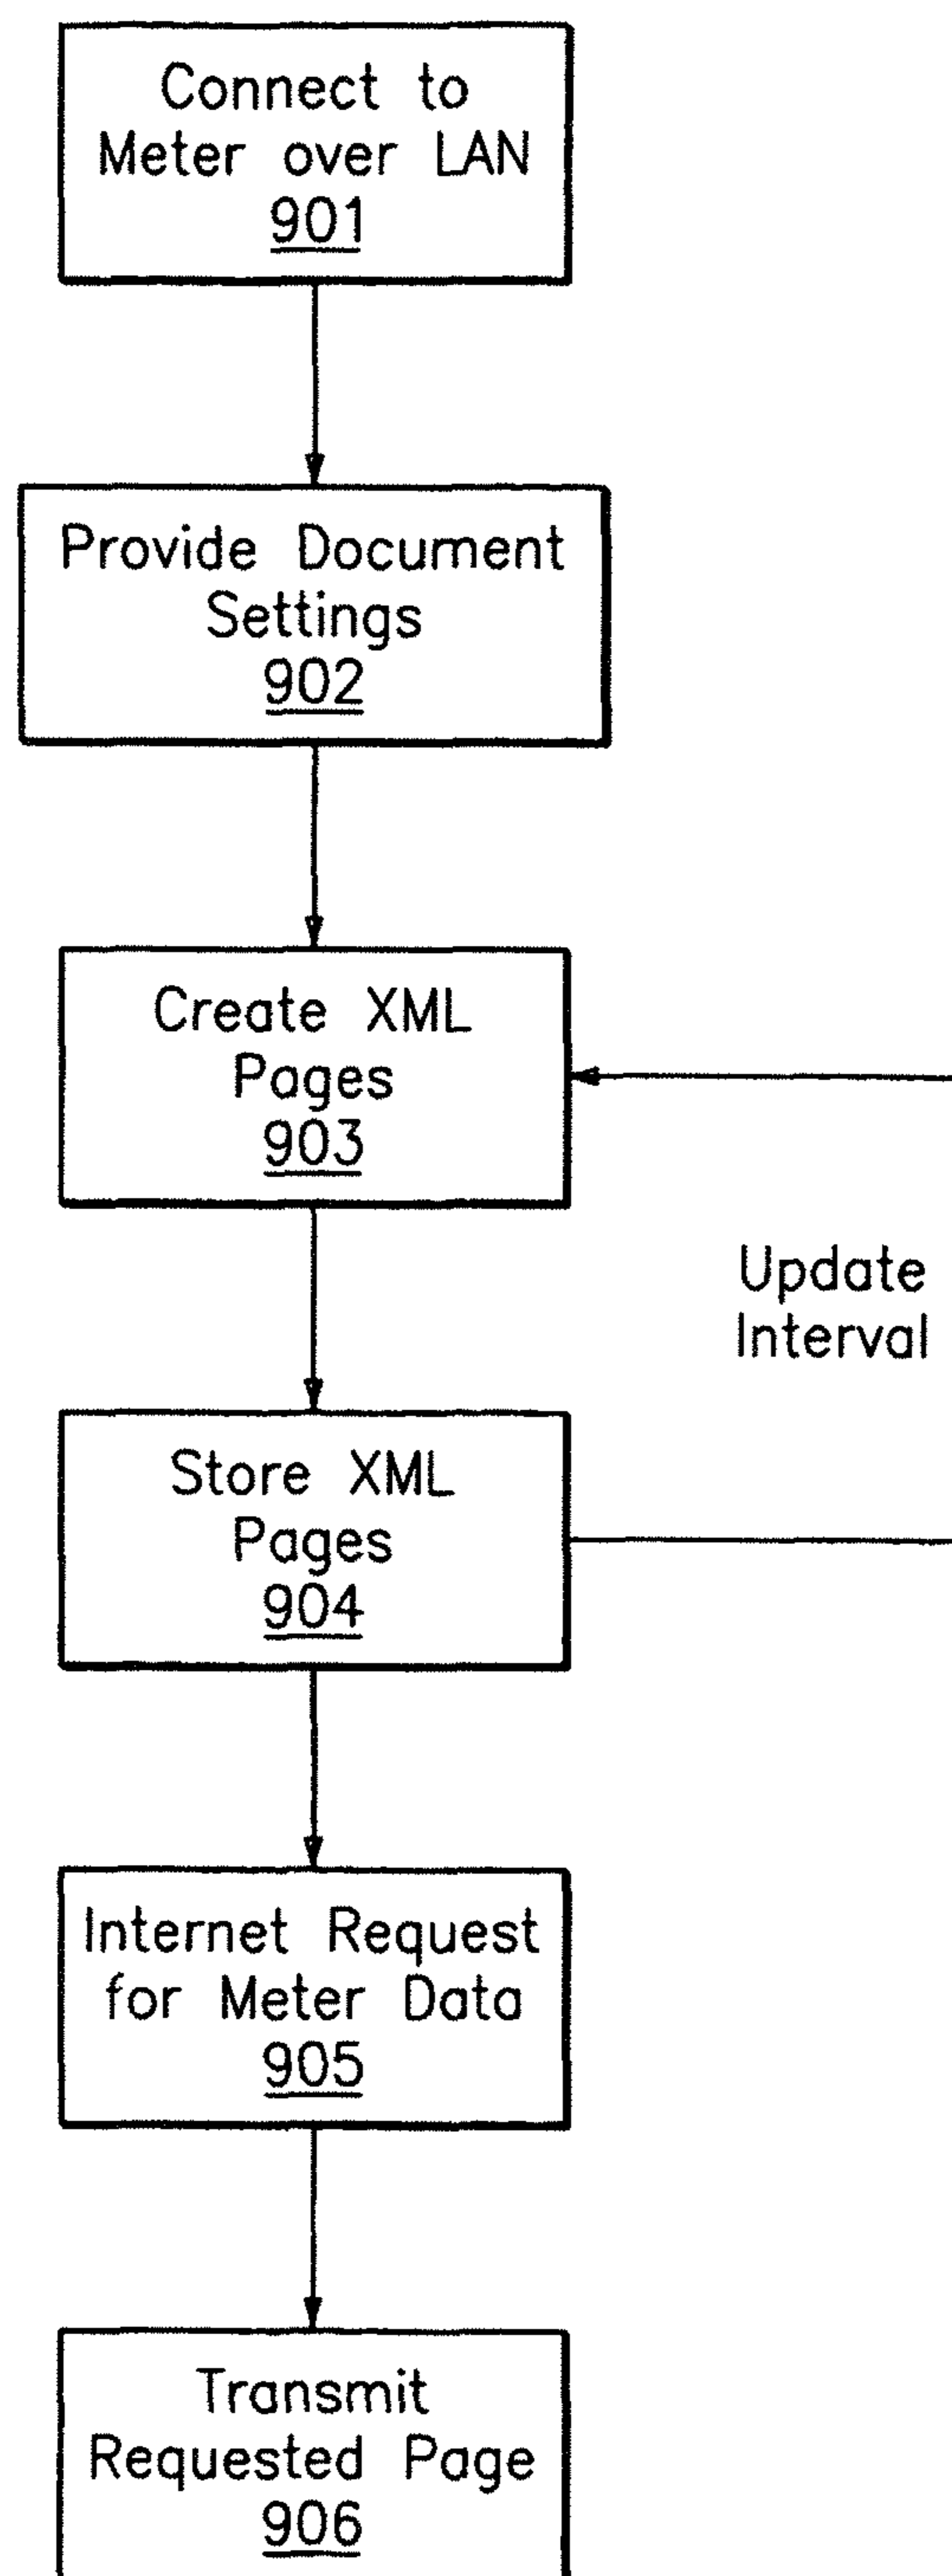 Connect to
Meter over LAN
901
Provide Document
Settings
902
Create XML
Pages
903
Update
Interval
Store XML
Pages
904
Internet Request
for Meter Data
905
Transmit
Requested Page
906